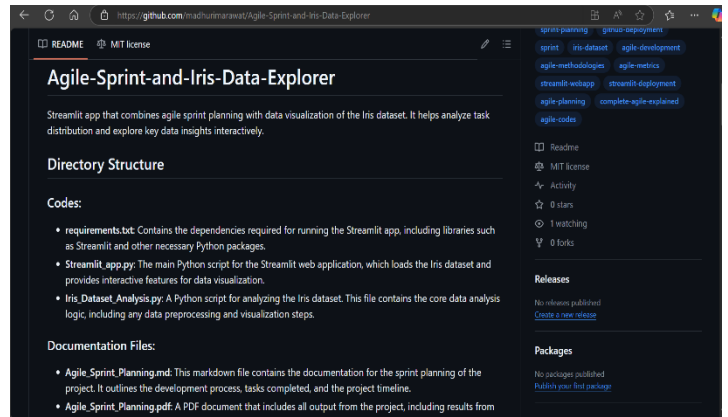 https://github.com/madhurimarawat/Agile-Sprint-and-Iris-Data-Explorer
README
MIT license
Agile-Sprint-and-Iris-Data-Explorer
Streamlit app that combines agile sprint planning with data visualization of the Iris dataset. It helps analyze task
distribution and explore key data insights interactively.
Directory Structure
Codes:
• requirements.txt: Contains the dependencies required for running the Streamlit app, including libraries such
as Streamlit and other necessary Python packages.
• Streamlit_app.py: The main Python script for the Streamlit web application, which loads the Iris dataset and
provides interactive features for data visualization.
• Iris_Dataset_Analysis.py: A Python script for analyzing the Iris dataset. This file contains the core data analysis
logic, including any data preprocessing and visualization steps.
Documentation Files:
• Agile_Sprint_Planning.md: This markdown file contains the documentation for the sprint planning of the
project. It outlines the development process, tasks completed, and the project timeline.
• Agile_Sprint_Planning.pdf: A PDF document that includes all output from the project, including results from
sprint-planning github-deployment
sprint iris-dataset agile-development
agile-methodologies agile-metrics
streamlit-webapp streamlit-deployment
agile-planning complete-agile-explained
agile-codes
Readme
MIT license
Activity
0 stars
1 watching
0 forks
Releases
No releases published
Create a new release
Packages
No packages published
Publish your first package